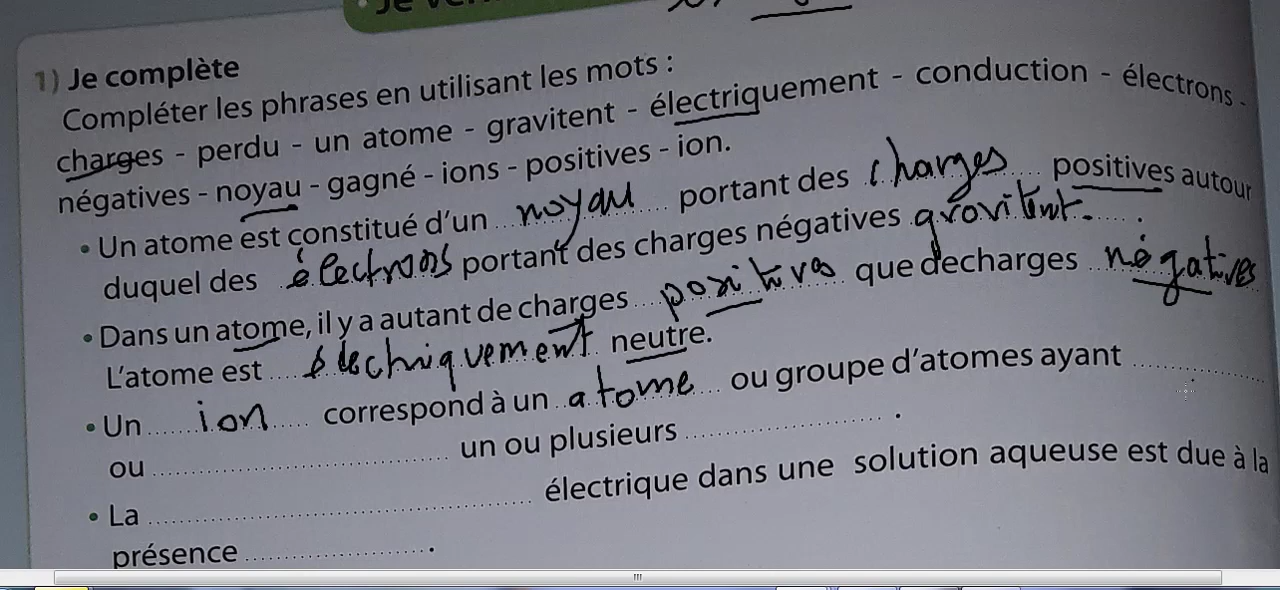 Je
1) Je complète
Compléter les phrases en utilisant les mots :
charges - perdu - un atome - gravitent - électriquement - conduction - électrons -
négatives - noyau - gagné - ions - positives - ion.
• Un atome est constitué d'un ...noyau... portant des charges.... positives autour
duquel des électrons portant des charges négatives gravitent. .
• Dans un atome, il y a autant de charges ...positives... que decharges ...négatives
L'atome est ....électriquement.. neutre.
• Un .....ion..... correspond à un ..atome... ou groupe d'atomes ayant ....................
ou ........................................ un ou plusieurs .............................. .
• La .................................................... électrique dans une solution aqueuse est due à la
présence ......................... .